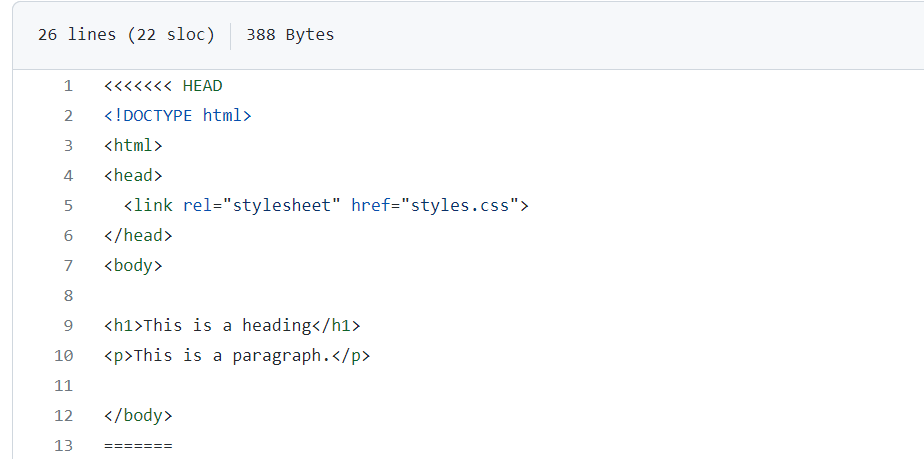 26 lines (22 sloc) 388 Bytes
1 <<<<<<< HEAD
2 <!DOCTYPE html>
3 <html>
4 <head>
5   <link rel="stylesheet" href="styles.css">
6 </head>
7 <body>
8
9 <h1>This is a heading</h1>
10 <p>This is a paragraph.</p>
11
12 </body>
13 =======